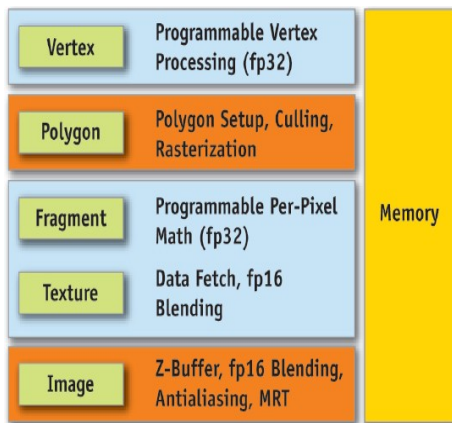 Vertex
Programmable Vertex
Processing (fp32)
Polygon
Polygon Setup, Culling,
Rasterization
Fragment
Programmable Per-Pixel
Math (fp32)
Memory
Texture
Data Fetch, fp16
Blending
Image
Z-Buffer, fp16 Blending,
Antialiasing, MRT